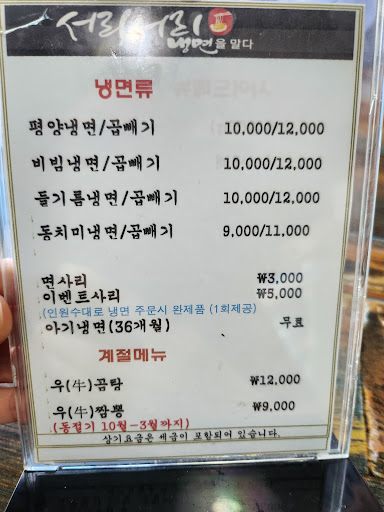 서리서리
냉면을 말다
냉면류
평양냉면/곱빼기 10,000/12,000
비빔냉면/곱빼기 10,000/12,000
들기름냉면/곱빼기 10,000/12,000
동치미냉면/곱빼기 9,000/11,000
면사리 ₩3,000
이벤트사리 ₩5,000
(인원수대로 냉면 주문시 완제품 (1회제공)
아기냉면(36개월) 무료
계절메뉴
우(牛)곰탕 ₩12,000
우(牛)짬뽕 ₩9,000
(동절기 10월-3월까지)
상기요금은 세금이 포함되어 있습니다.